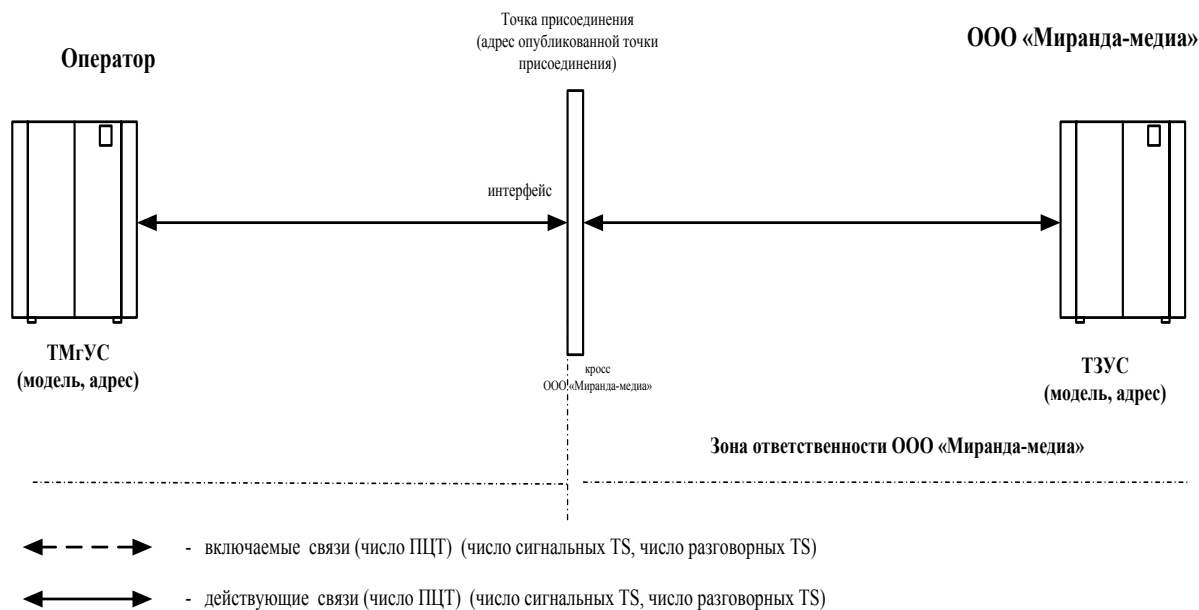 Точка присоединения
(адрес опубликованной точки
присоединения)
Оператор
ООО «Миранда-медиа»
интерфейс
ТМгУС
(модель, адрес)
кросс
ООО «Миранда-медиа»
ТЗУС
(модель, адрес)
Зона ответственности ООО «Миранда-медиа»
- включаемые связи (число ПЦТ) (число сигнальных TS, число разговорных TS)
- действующие связи (число ПЦТ) (число сигнальных TS, число разговорных TS)